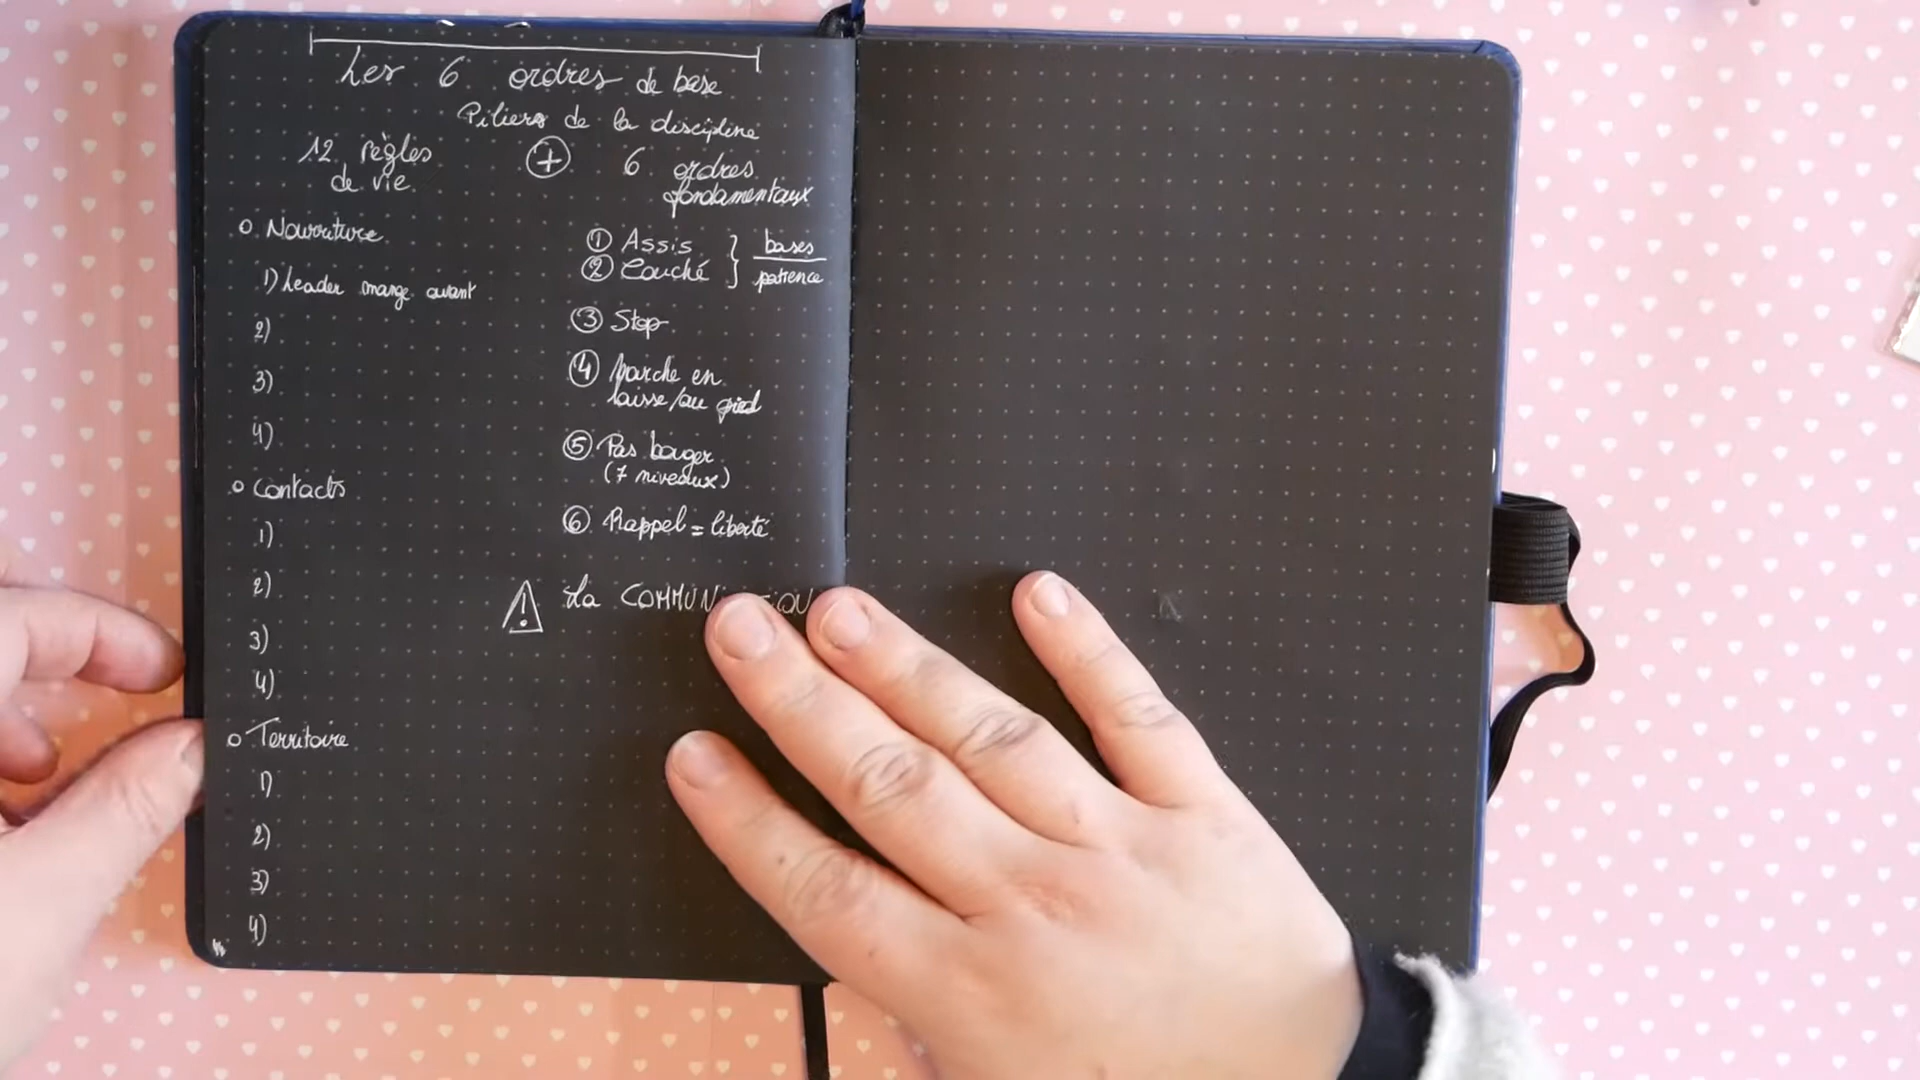 Les 6 ordres de base
Piliers de la discipline
12 règles
de vie
+
6 ordres
fondamentaux
o Nourriture
1) Leader mange avant
2)
3)
4)
o Contacts
1)
2)
3)
4)
o Territoire
1)
2)
3)
4)
① Assis
② Couché
} bases
patience
③ Stop
④ Marche en
laisse/au pied
⑤ Pas bouger
(7 niveaux)
⑥ Rappel = liberté
! La